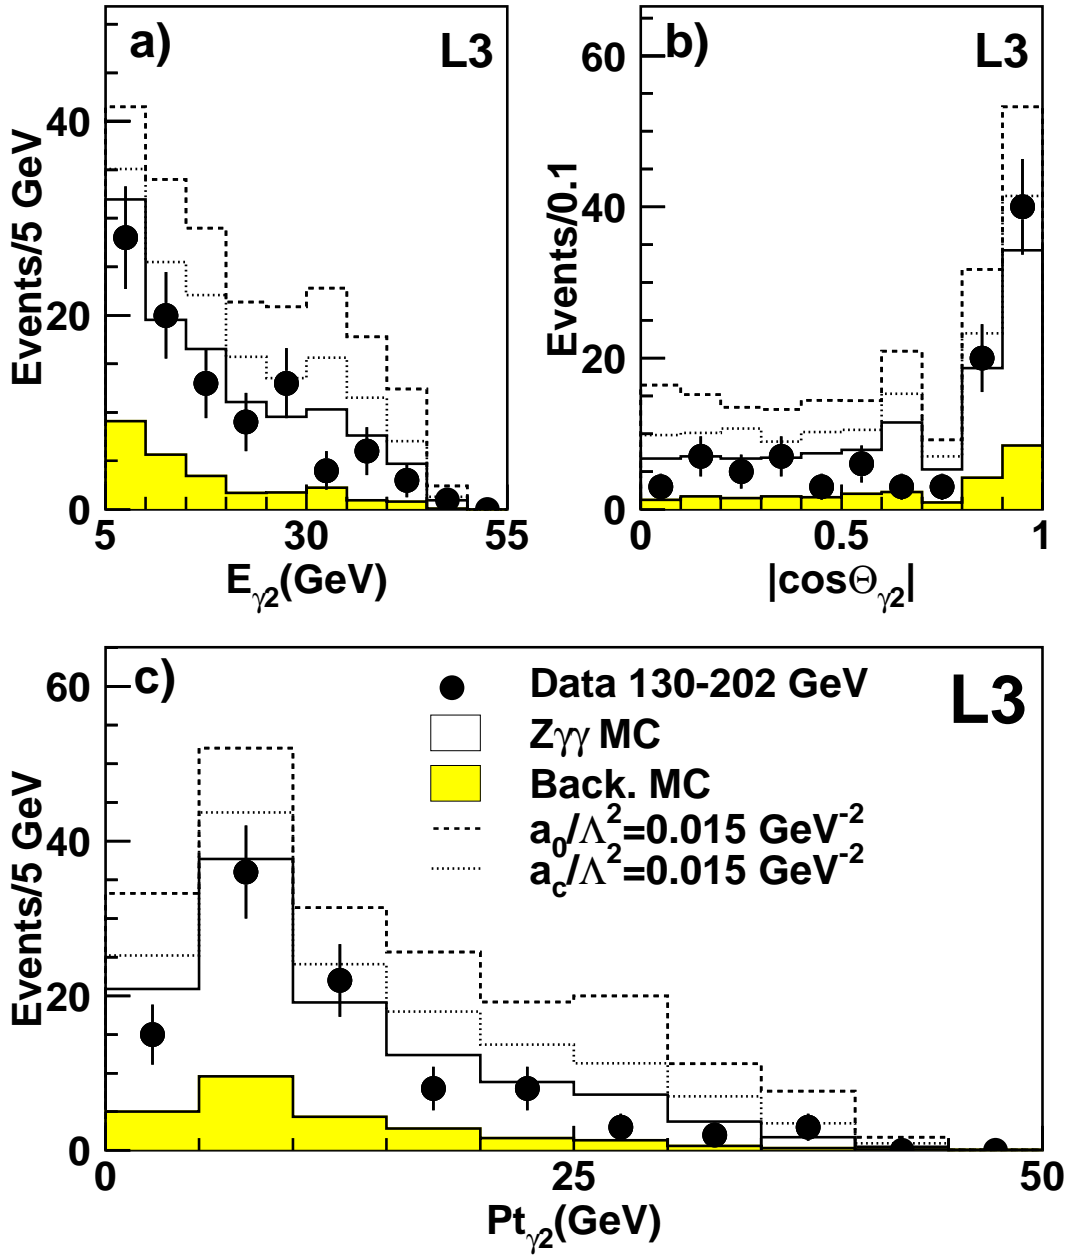 a)
L3
Events/5 GeV
40
20
0
5
30
55
Eγ2(GeV)
b)
L3
Events/0.1
60
40
20
0
0
0.5
1
|cosΘγ2|
c)
L3
Events/5 GeV
60
40
20
0
0
25
50
Ptγ2(GeV)
Data 130-202 GeV
Zγγ MC
Back. MC
a0/Λ²=0.015 GeV⁻²
ac/Λ²=0.015 GeV⁻²